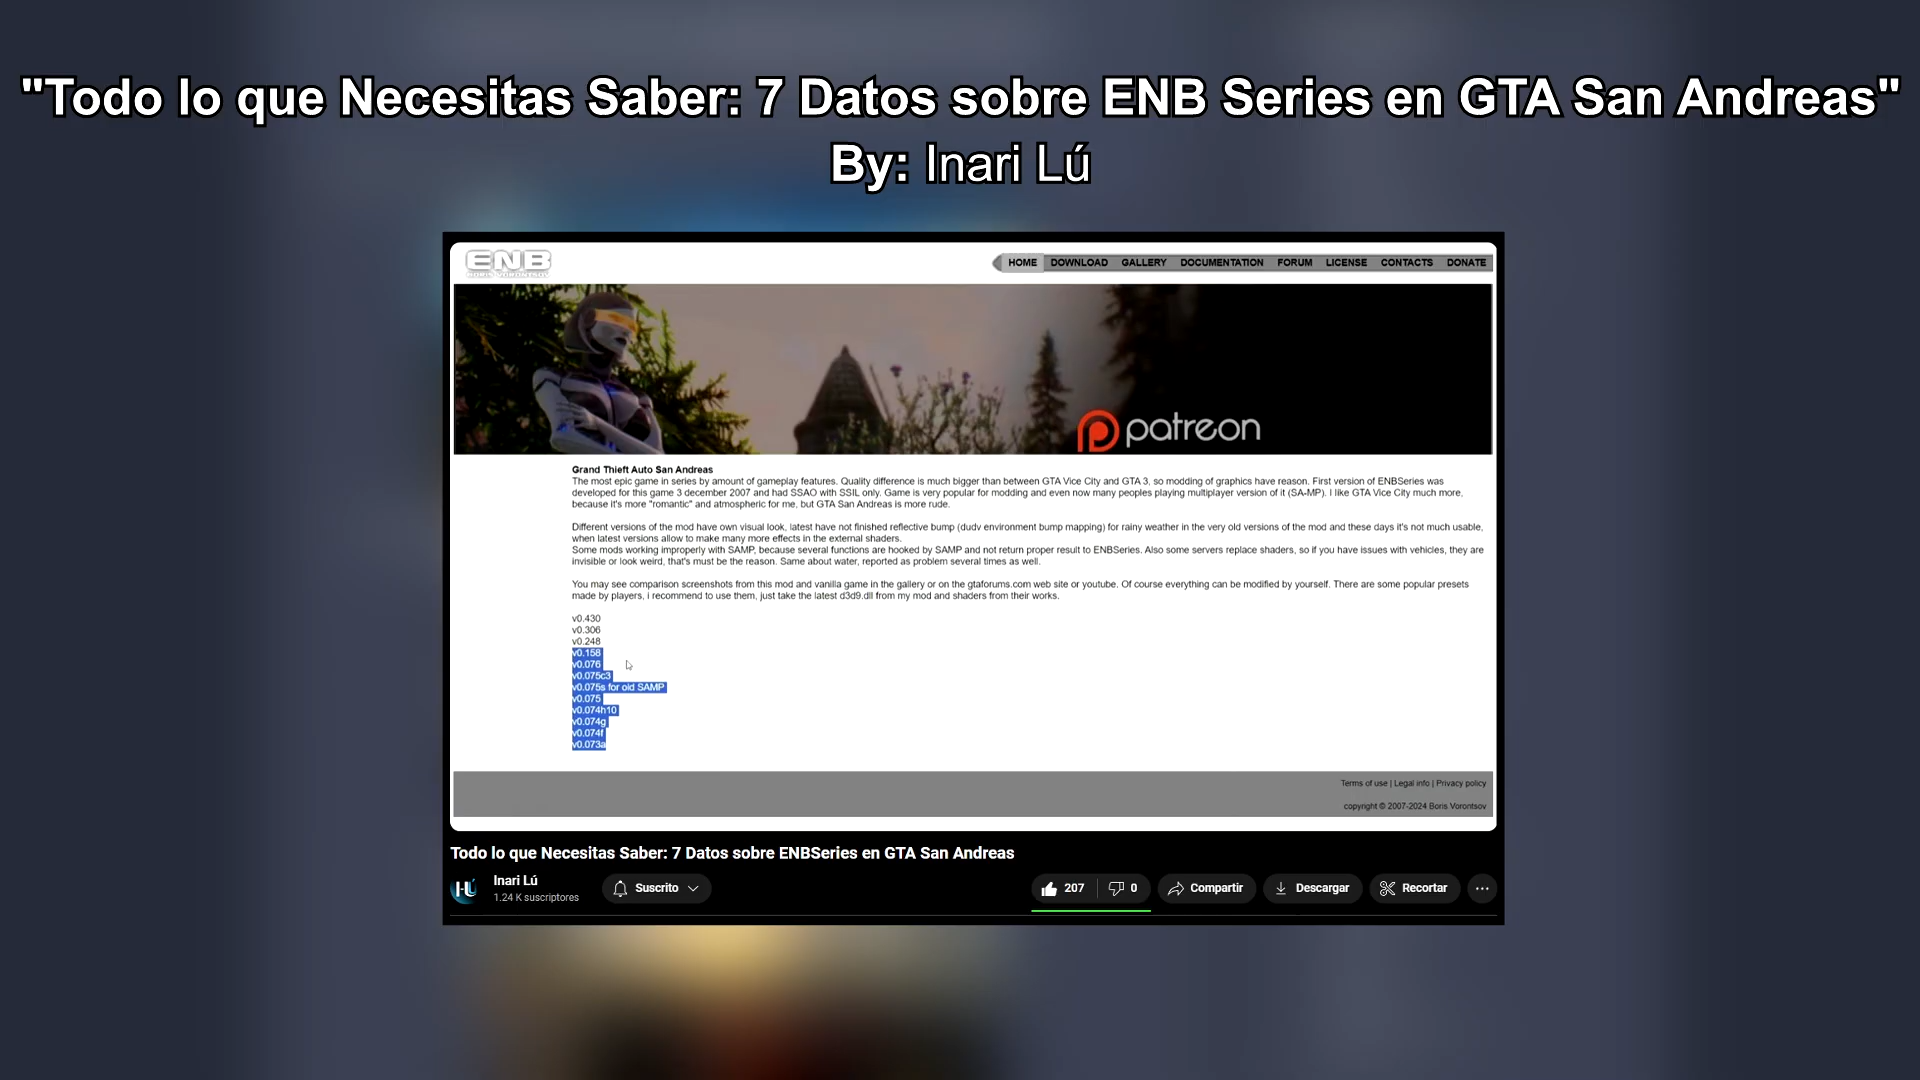 "Todo lo que Necesitas Saber: 7 Datos sobre ENB Series en GTA San Andreas"
By: Inari Lú
ENB
BORIS VORONTSOV
HOME DOWNLOAD GALLERY DOCUMENTATION FORUM LICENSE CONTACTS DONATE
patreon
Grand Thief Auto San Andreas
The most epic game in series by amount of gameplay features. Quality difference is much bigger than between GTA Vice City and GTA 3, so modding of graphics have reason. First version of ENBSeries was
developed for this game 3 december 2007 and had SSAO with SSIL only. Game is very popular for modding and even now many peoples playing multiplayer version of it (SA-MP). I like GTA Vice City much more,
because it's more "romantic" and atmospheric for me, but GTA San Andreas is more rude.
Different versions of the mod have own visual look, latest have not finished reflective bump (dudv environment bump mapping) for rainy weather in the very old versions of the mod and these days it's not much usable,
when latest versions allow to make many more effects in the external shaders.
Some mods working improperly with SAMP, because several functions are hooked by SAMP and not return proper result to ENBSeries. Also some servers replace shaders, so if you have issues with vehicles, they are
invisible or look weird, that's must be the reason. Same about water, reported as problem several times as well.
You may see comparison screenshots from this mod and vanilla game in the gallery or on the gtaforums.com web site or youtube. Of course everything can be modified by yourself. There are some popular presets
made by players, i recommend to use them, just take the latest d3d9.dll from my mod and shaders from their works.
v0.430
v0.306
v0.248
v0.158
v0.076
v0.075c3
v0.075s for old SAMP
v0.075
v0.074h10
v0.074g
v0.074f
v0.073a
Terms of use | Legal info | Privacy policy
copyright © 2007-2024 Boris Vorontsov
Todo lo que Necesitas Saber: 7 Datos sobre ENBSeries en GTA San Andreas
Inari Lú
1.24 K suscriptores
Suscrito
207
0
Compartir
Descargar
Recortar